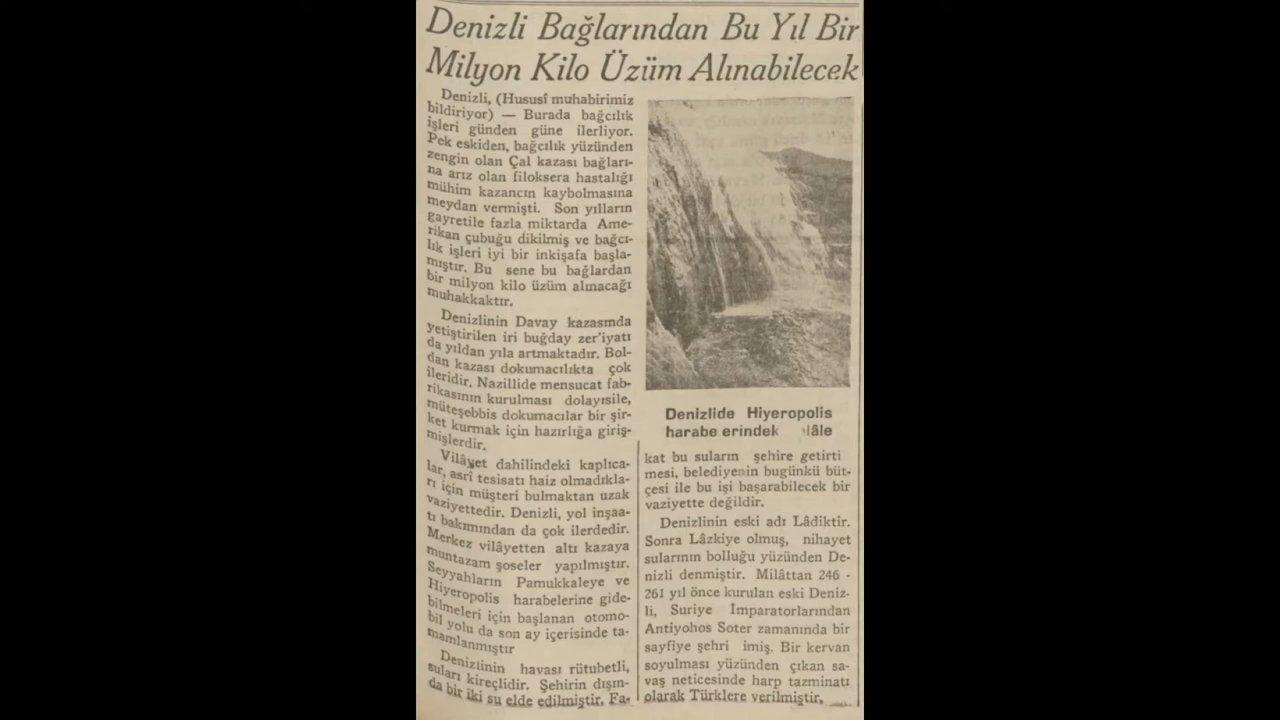 Denizli Bağlarından Bu Yıl Bir
Milyon Kilo Üzüm Alınabilecek
Denizli, (Hususî muhabirimiz
bildiriyor) — Burada bağcılık
işleri günden güne ilerliyor.
Pek eskiden, bağcılık yüzünden
zengin olan Çal kazası bağları-
na arız olan filoksera hastalığı
mühim kazancın kaybolmasına
meydan vermişti. Son yılların
gayretile fazla miktarda Ame-
rikan çubuğu dikilmiş ve bağcı-
lık işleri iyi bir inkişafa başla-
mıştır. Bu sene bu bağlardan
bir milyon kilo üzüm alınacağı
muhakkaktır.
Denizlinin Davay kazasında
yetiştirilen iri buğday zer'iyatı
da yıldan yıla artmaktadır. Bol-
dan kazası dokumacılıkta çok
ileridir. Nazillide mensucat fab-
rikasının kurulması dolayısile,
müteşebbis dokumacılar bir şir-
ket kurmak için hazırlığa giriş-
mişlerdir.
Vilâyet dahilindeki kaplıca-
lar, asrî tesisatı haiz olmadıkla-
rı için müşteri bulmaktan uzak
vaziyettedir. Denizli, yol inşaa-
tı bakımından da çok ilerdedir.
Merkez vilâyetten altı kazaya
muntazam şoseler yapılmıştır.
Seyyahların Pamukkaleye ve
Hiyeropolis harabelerine gide-
bilmeleri için başlanan otomo-
bil yolu da son ay içerisinde ta-
mamlanmıştır
Denizlinin havası rütubetli,
suları kireçlidir. Şehirin dışın-
da bir iki su elde edilmiştir. Fa-
Denizlide Hiyeropolis
harabe erindek lâle
kat bu suların şehire getirti
mesi, belediyenin bugünkü büt-
çesi ile bu işi başarabilecek bir
vaziyette değildir.
Denizlinin eski adı Lâdiktir.
Sonra Lâzkiye olmuş, nihayet
sularının bolluğu yüzünden De-
nizli denmiştir. Milâttan 246 -
261 yıl önce kurulan eski Deniz-
li, Suriye İmparatorlarından
Antiyohos Soter zamanında bir
sayfiye şehri imiş. Bir kervan
soyulması yüzünden çıkan sa-
vaş neticesinde harp tazminatı
olarak Türklere verilmiştir.